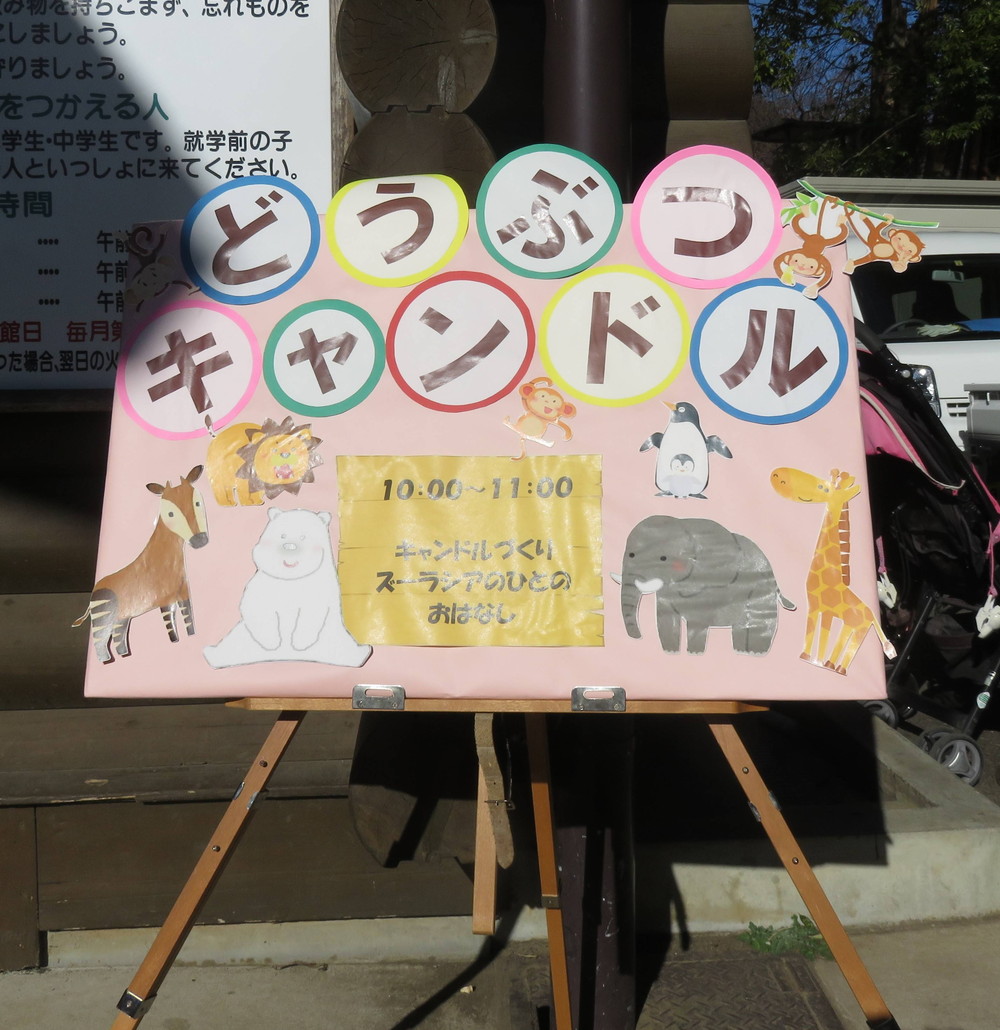 み物を持ちこまず、忘れものを
しましょう。
守りましょう。
をつかえる人
学生・中学生です。就学前の子
人といっしょに来てください。
時間
・・・・ 午前
・・・・ 午前
・・・・ 午前
館日 毎月第
った場合、翌日の火
どうぶつ
キャンドル
10:00〜11:00
キャンドルづくり
ズーラシアのひとの
おはなし